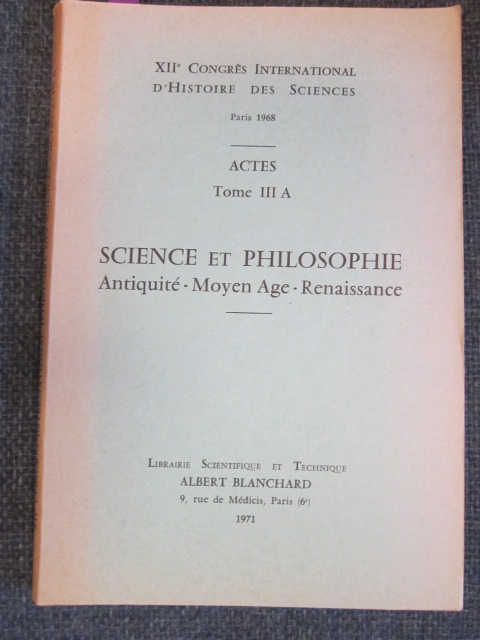 XIIᵉ CONGRÈS INTERNATIONAL
D'HISTOIRE DES SCIENCES
Paris 1968
ACTES
Tome III A
SCIENCE ET PHILOSOPHIE
Antiquité - Moyen Age - Renaissance
LIBRAIRIE SCIENTIFIQUE ET TECHNIQUE
ALBERT BLANCHARD
9, rue de Médicis, Paris (6ᵉ)
1971